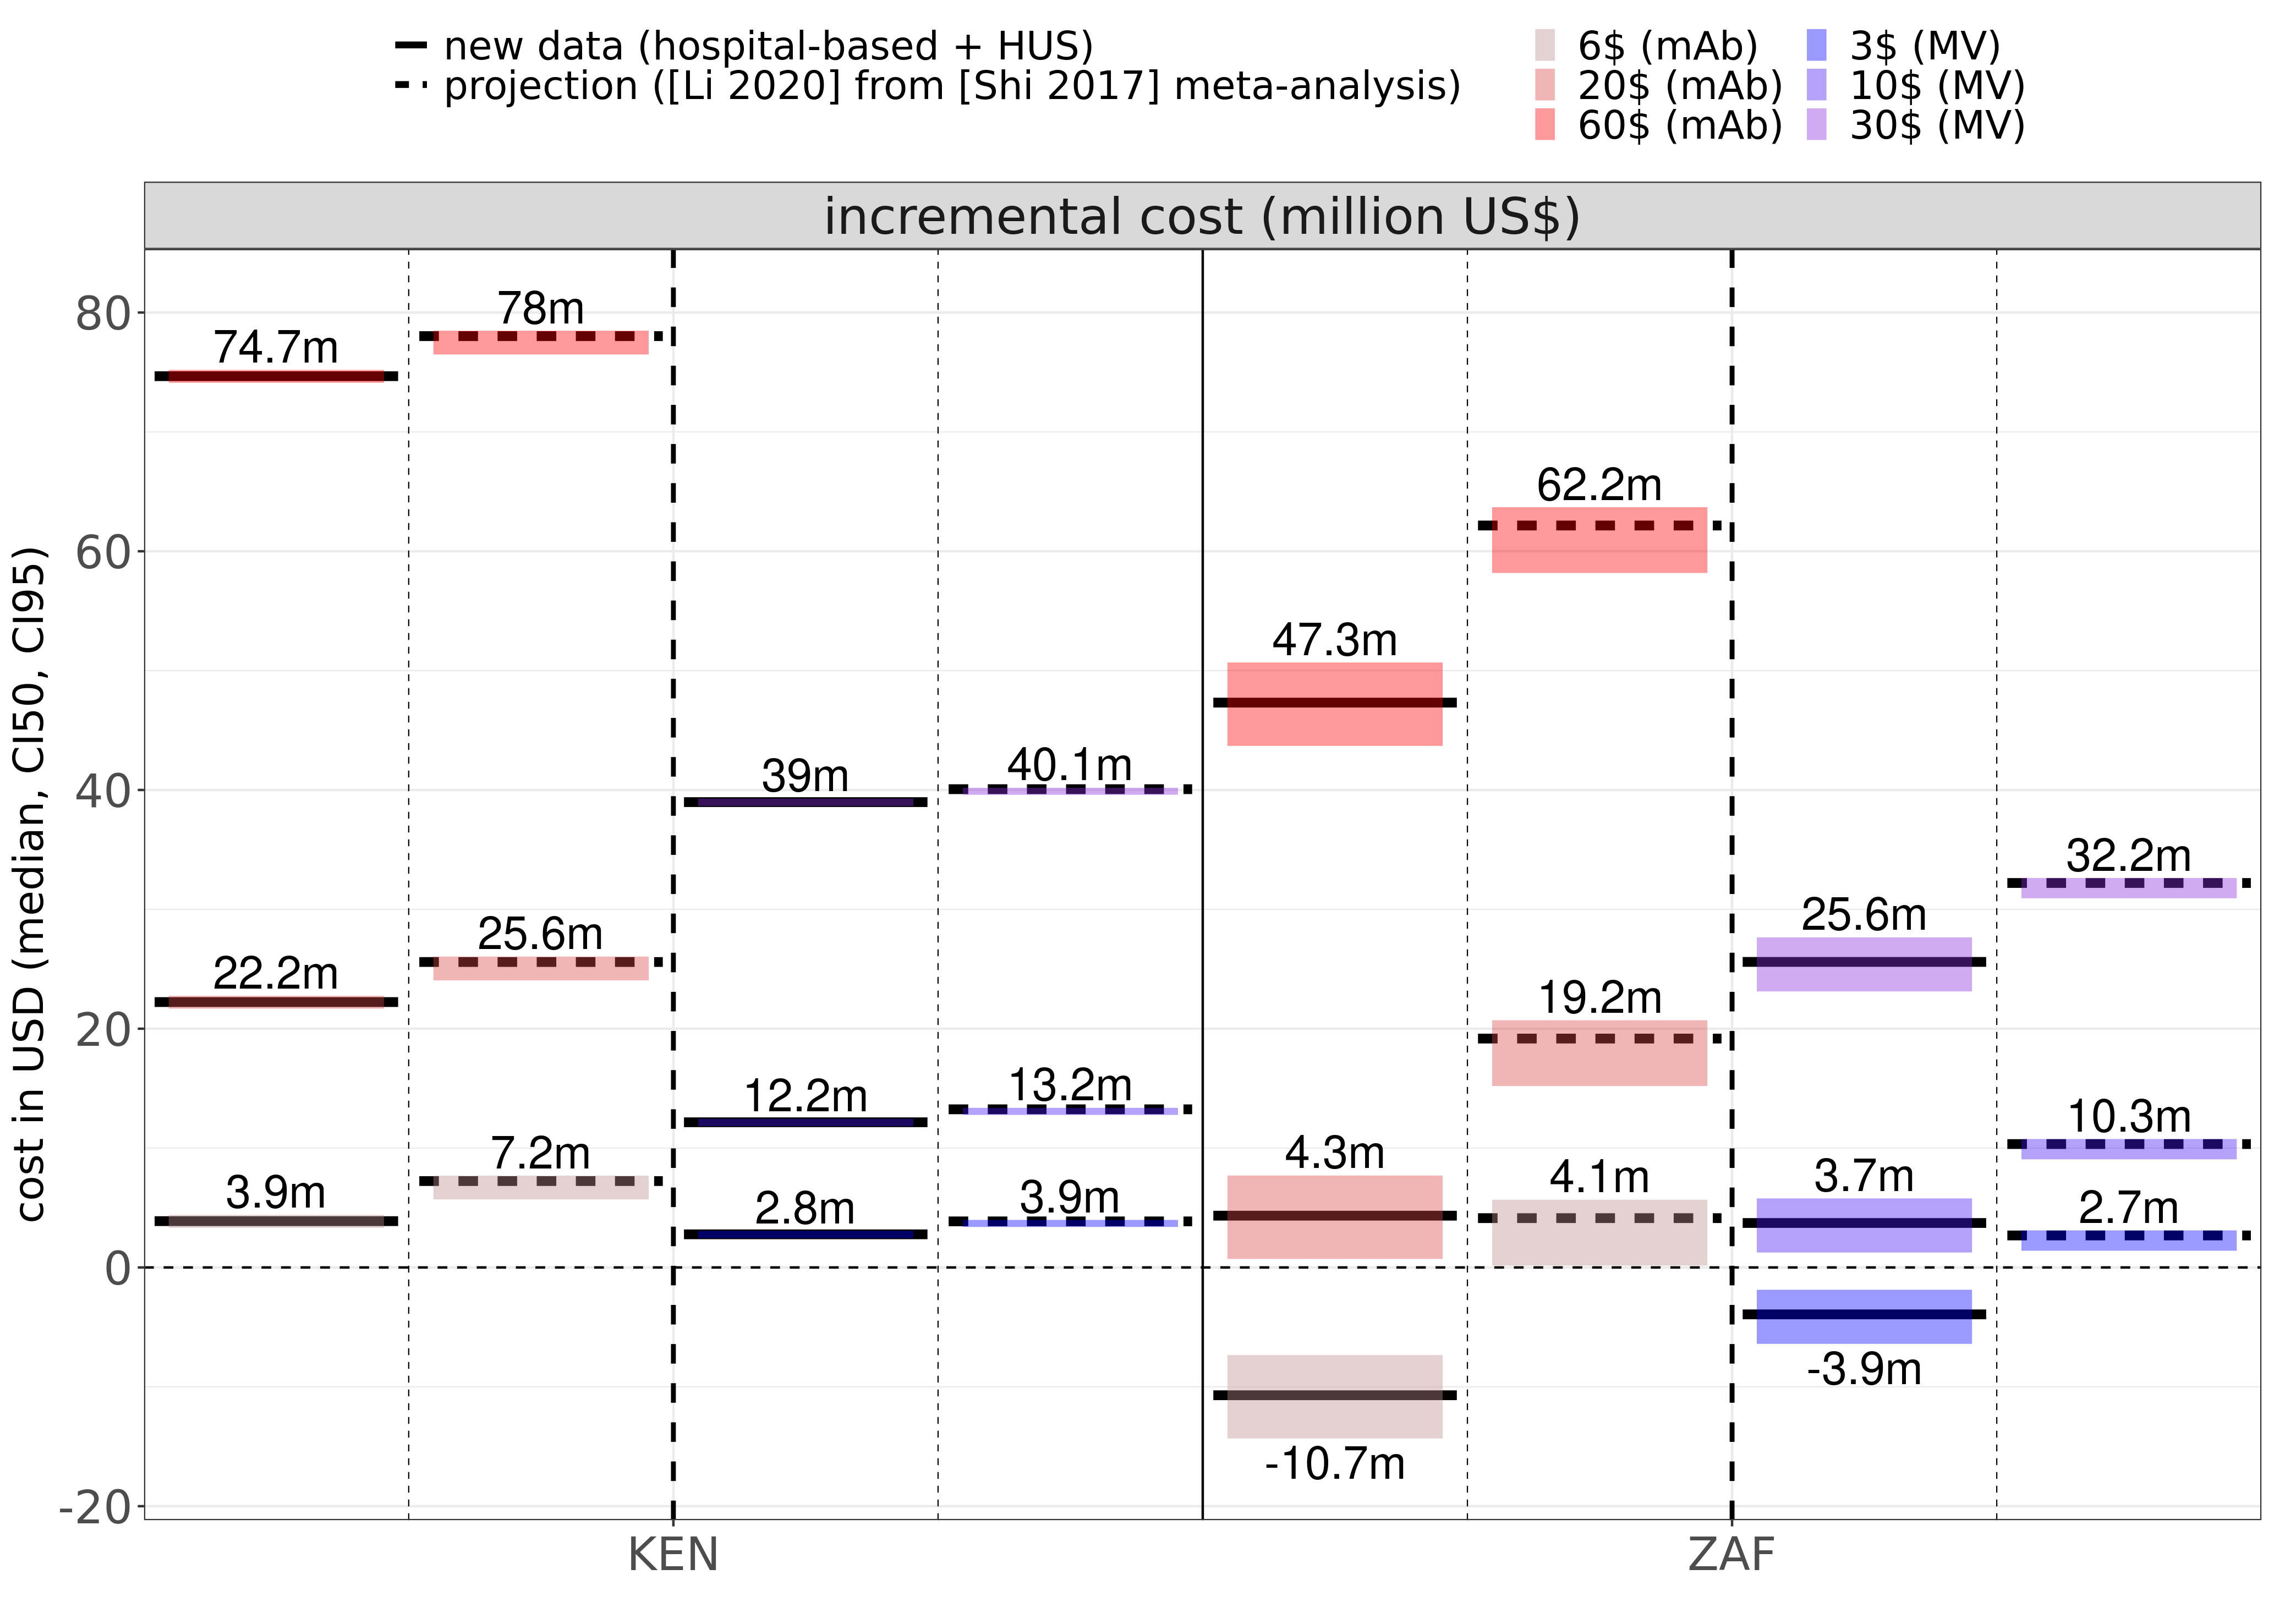 new data (hospital-based + HUS)
projection ([Li 2020] from [Shi 2017] meta-analysis)
6$ (mAb)
20$ (mAb)
60$ (mAb)
3$ (MV)
10$ (MV)
30$ (MV)
incremental cost (million US$)
cost in USD (median, CI50, CI95)
80
60
40
20
0
-20
74.7m
78m
22.2m
25.6m
3.9m
7.2m
39m
40.1m
12.2m
13.2m
2.8m
3.9m
47.3m
62.2m
4.3m
19.2m
4.1m
-10.7m
25.6m
32.2m
3.7m
10.3m
2.7m
-3.9m
KEN
ZAF